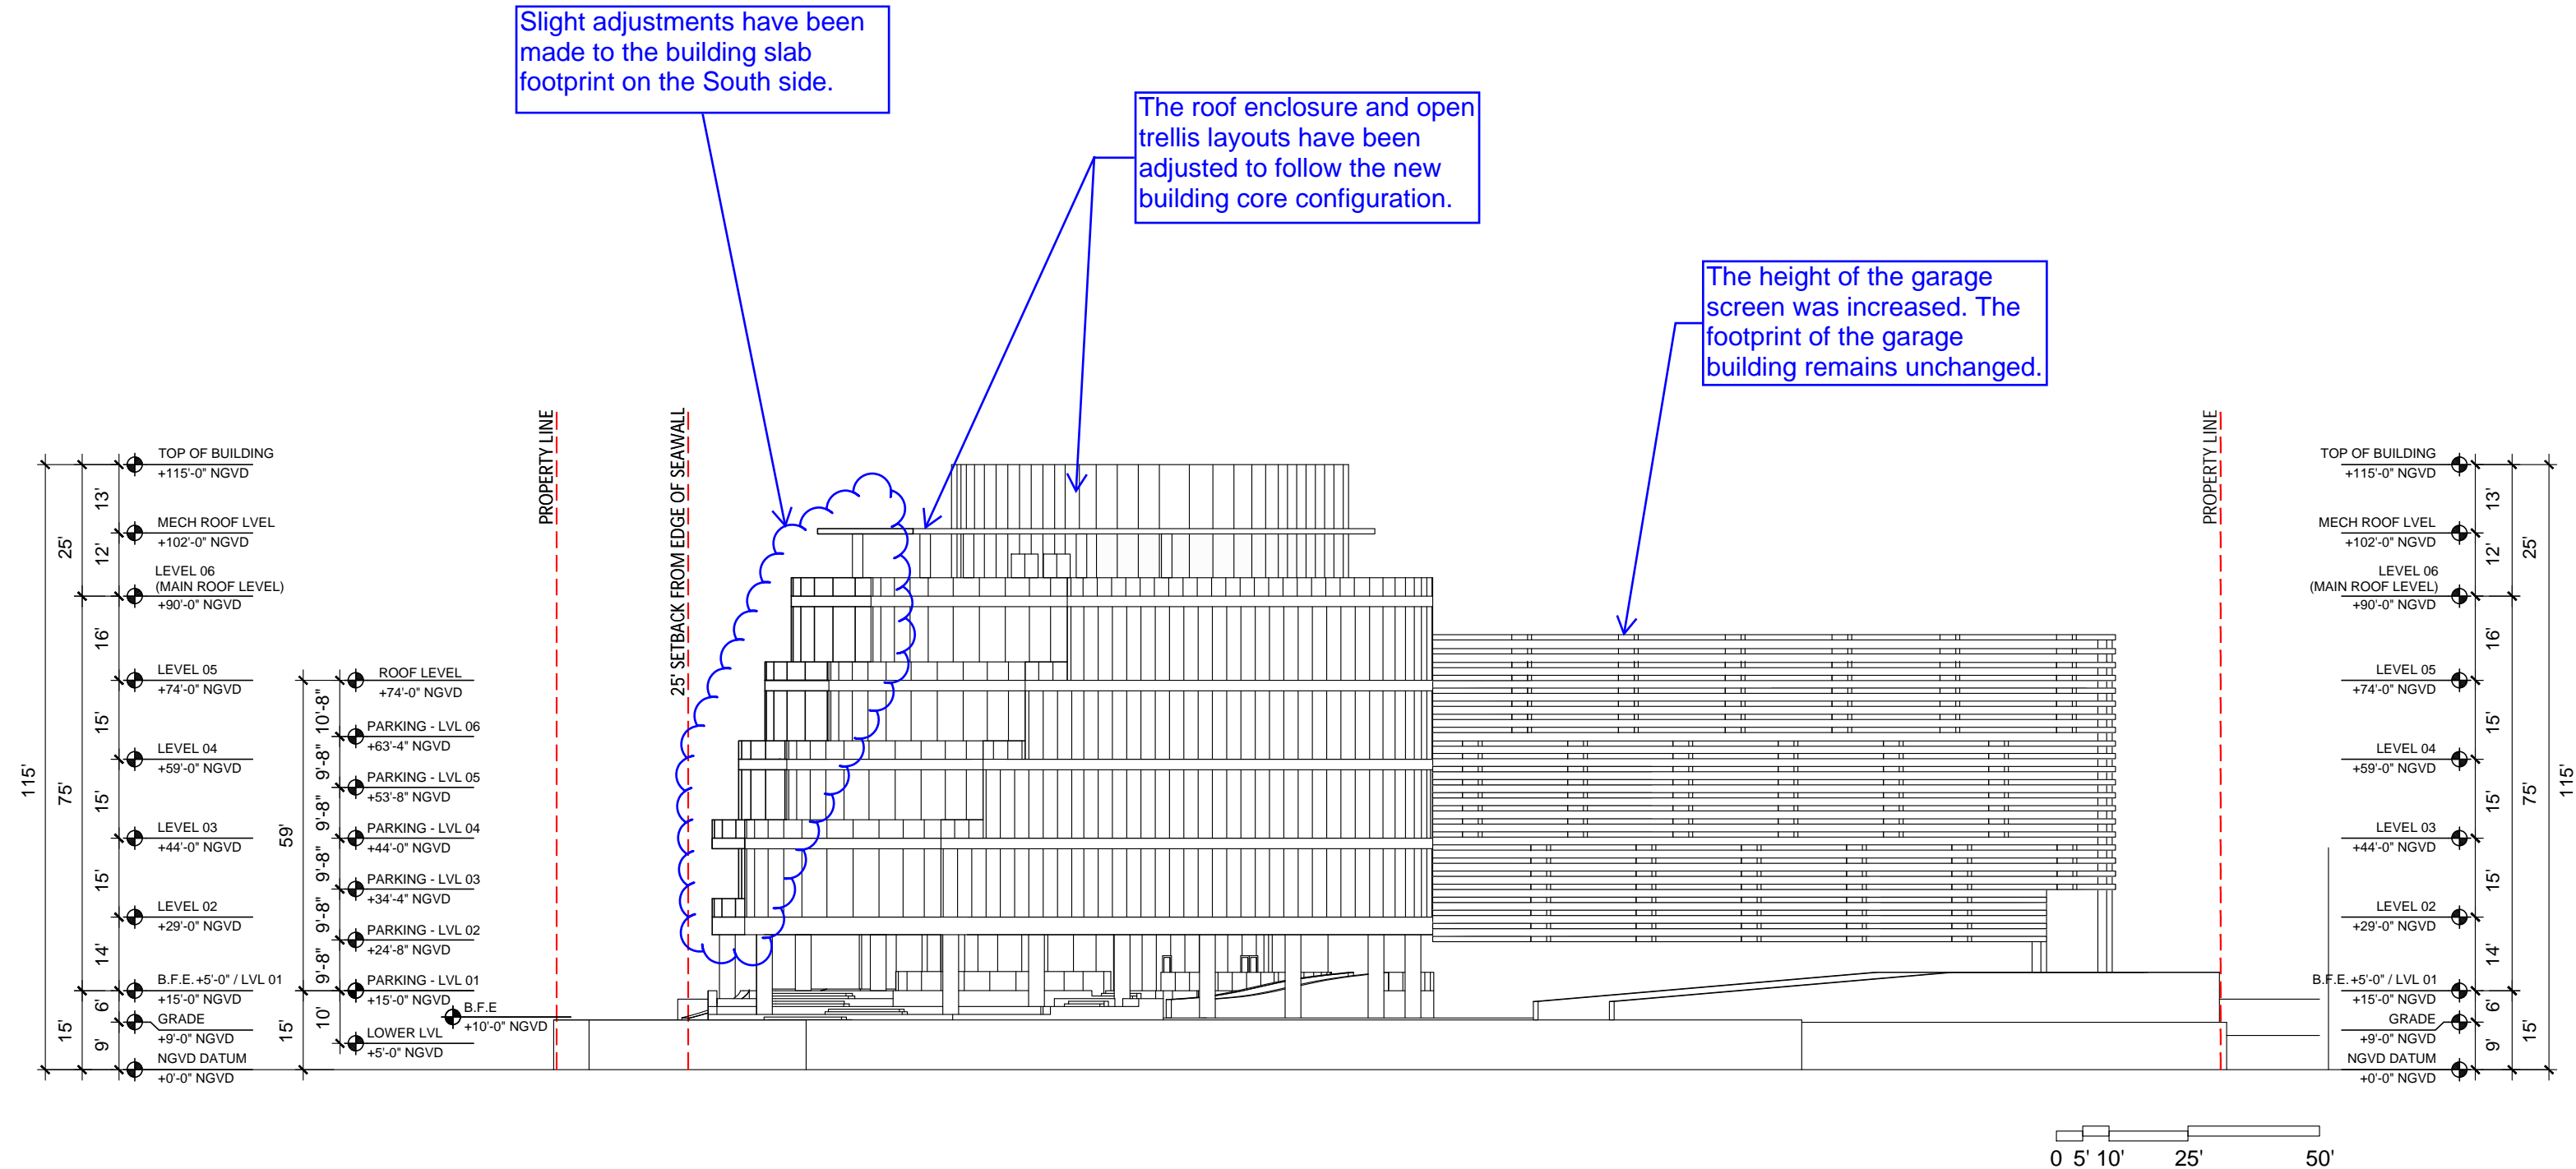 Slight adjustments have been
made to the building slab
footprint on the South side.
The roof enclosure and open
trellis layouts have been
adjusted to follow the new
building core configuration.
The height of the garage
screen was increased. The
footprint of the garage
building remains unchanged.
PROPERTY LINE
25' SETBACK FROM EDGE OF SEAWALL
PROPERTY LINE
TOP OF BUILDING
+115'-0" NGVD
MECH ROOF LVEL
+102'-0" NGVD
LEVEL 06
(MAIN ROOF LEVEL)
+90'-0" NGVD
LEVEL 05
+74'-0" NGVD
LEVEL 04
+59'-0" NGVD
LEVEL 03
+44'-0" NGVD
LEVEL 02
+29'-0" NGVD
B.F.E.+5'-0" / LVL 01
+15'-0" NGVD
GRADE
+9'-0" NGVD
NGVD DATUM
+0'-0" NGVD
115'
25'
75'
15'
13'
12'
16'
15'
15'
15'
14'
6'
9'
ROOF LEVEL
+74'-0" NGVD
PARKING - LVL 06
+63'-4" NGVD
PARKING - LVL 05
+53'-8" NGVD
PARKING - LVL 04
+44'-0" NGVD
PARKING - LVL 03
+34'-4" NGVD
PARKING - LVL 02
+24'-8" NGVD
PARKING - LVL 01
+15'-0" NGVD
LOWER LVL
+5'-0" NGVD
B.F.E
+10'-0" NGVD
59'
15'
10'-8"
9'-8"
9'-8"
9'-8"
9'-8"
9'-8"
10'
TOP OF BUILDING
+115'-0" NGVD
MECH ROOF LVEL
+102'-0" NGVD
LEVEL 06
(MAIN ROOF LEVEL)
+90'-0" NGVD
LEVEL 05
+74'-0" NGVD
LEVEL 04
+59'-0" NGVD
LEVEL 03
+44'-0" NGVD
LEVEL 02
+29'-0" NGVD
B.F.E.+5'-0" / LVL 01
+15'-0" NGVD
GRADE
+9'-0" NGVD
NGVD DATUM
+0'-0" NGVD
13'
12'
16'
15'
15'
15'
14'
6'
9'
25'
75'
15'
115'
0 5' 10' 25' 50'